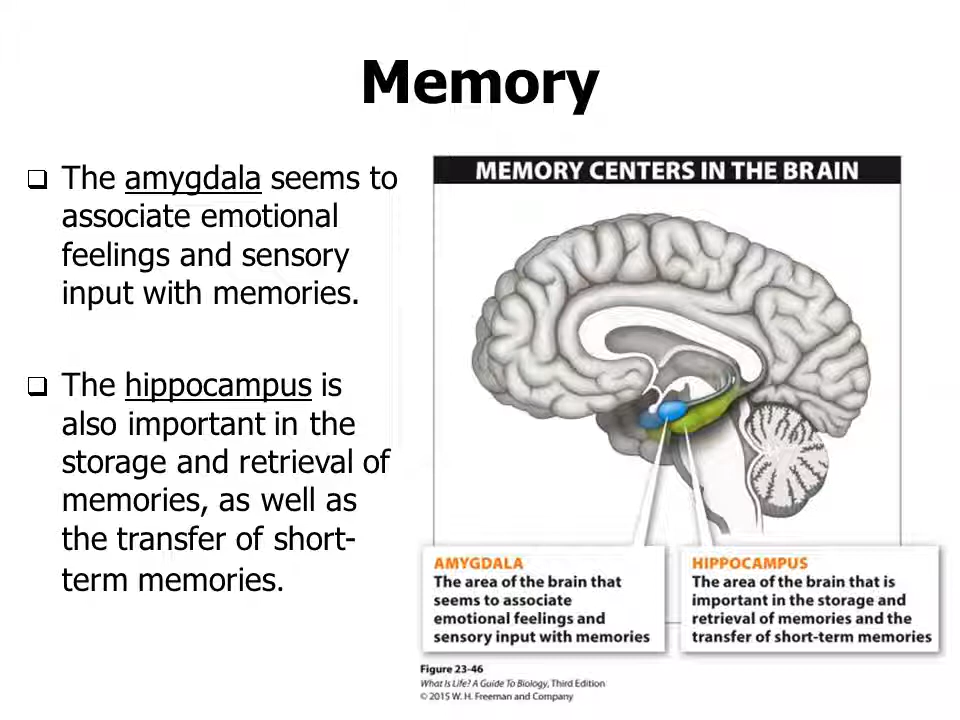 Memory
The amygdala seems to
associate emotional
feelings and sensory
input with memories.
The hippocampus is
also important in the
storage and retrieval of
memories, as well as
the transfer of short-
term memories.
MEMORY CENTERS IN THE BRAIN
AMYGDALA
The area of the brain that
seems to associate
emotional feelings and
sensory input with memories
HIPPOCAMPUS
The area of the brain that is
important in the storage and
retrieval of memories and the
transfer of short-term memories
Figure 23-46
What Is Life? A Guide To Biology, Third Edition
© 2015 W. H. Freeman and Company